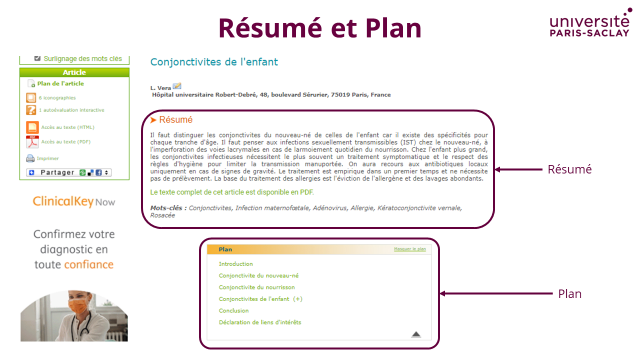 Résumé et Plan
université
PARIS-SACLAY
Surlignage des mots clés
Article
Plan de l'article
6 iconographies
1 autoévaluation interactive
Accès au texte (HTML)
Accès au texte (PDF)
Imprimer
Partager
ClinicalKey Now
Confirmez votre
diagnostic en
toute confiance
Conjonctivites de l'enfant
L. Vera
Hôpital universitaire Robert-Debré, 48, boulevard Sérurier, 75019 Paris, France
Résumé
Il faut distinguer les conjonctivites du nouveau-né de celles de l'enfant car il existe des spécificités pour
chaque tranche d'âge. Il faut penser aux infections sexuellement transmissibles (IST) chez le nouveau-né, à
l'imperforation des voies lacrymales en cas de larmoiement quotidien du nourrisson. Chez l'enfant plus grand,
les conjonctivites infectieuses nécessitent le plus souvent un traitement symptomatique et le respect des
règles d'hygiène pour limiter la transmission manuportée. On aura recours aux antibiotiques locaux
uniquement en cas de signes de gravité. Le traitement est empirique dans un premier temps et ne nécessite
pas de prélèvement. La base du traitement des allergies est l'éviction de l'allergène et des lavages abondants.
Le texte complet de cet article est disponible en PDF.
Mots-clés : Conjonctivites, Infection maternofœtale, Adénovirus, Allergie, Kératoconjonctivite vernale,
Rosacée
Résumé
Plan
Masquer le plan
Introduction
Conjonctivite du nouveau-né
Conjonctivite du nourrisson
Conjonctivites de l'enfant (+)
Conclusion
Déclaration de liens d'intérêts
Plan